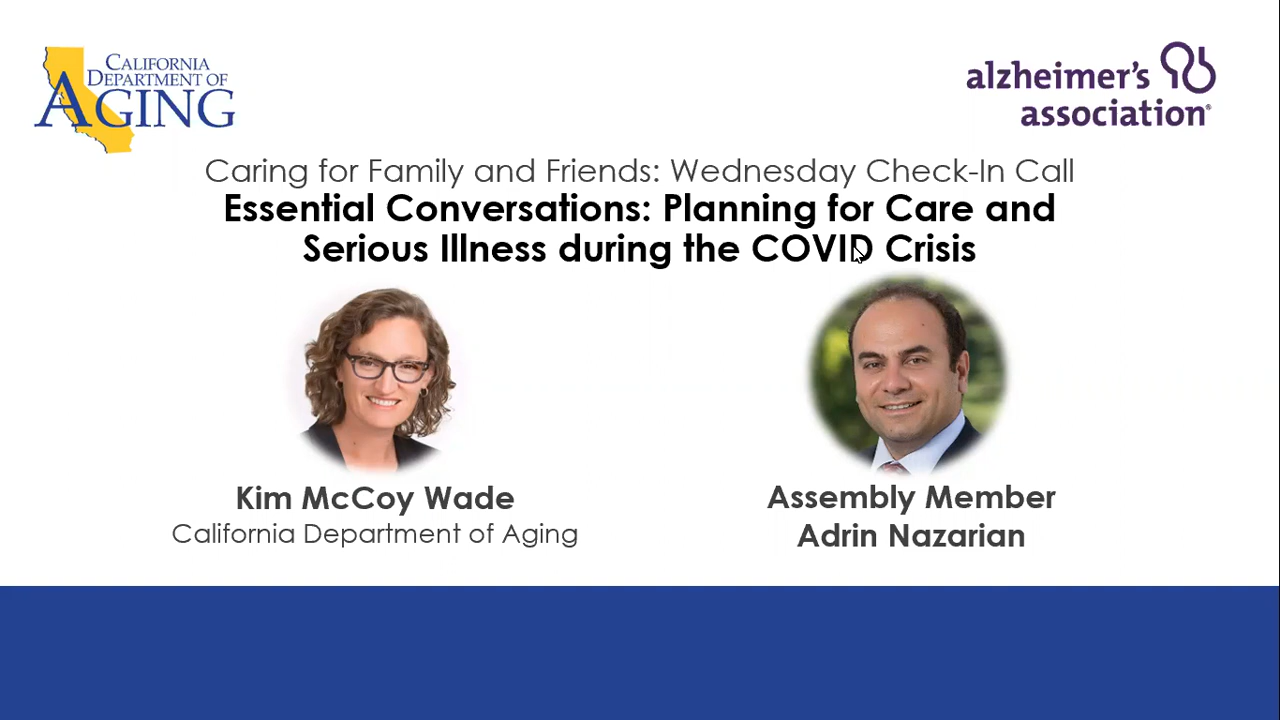 CALIFORNIA
DEPARTMENT OF
AGING
alzheimer's
association®
Caring for Family and Friends: Wednesday Check-In Call
Essential Conversations: Planning for Care and
Serious Illness during the COVID Crisis
Kim McCoy Wade
California Department of Aging
Assembly Member
Adrin Nazarian